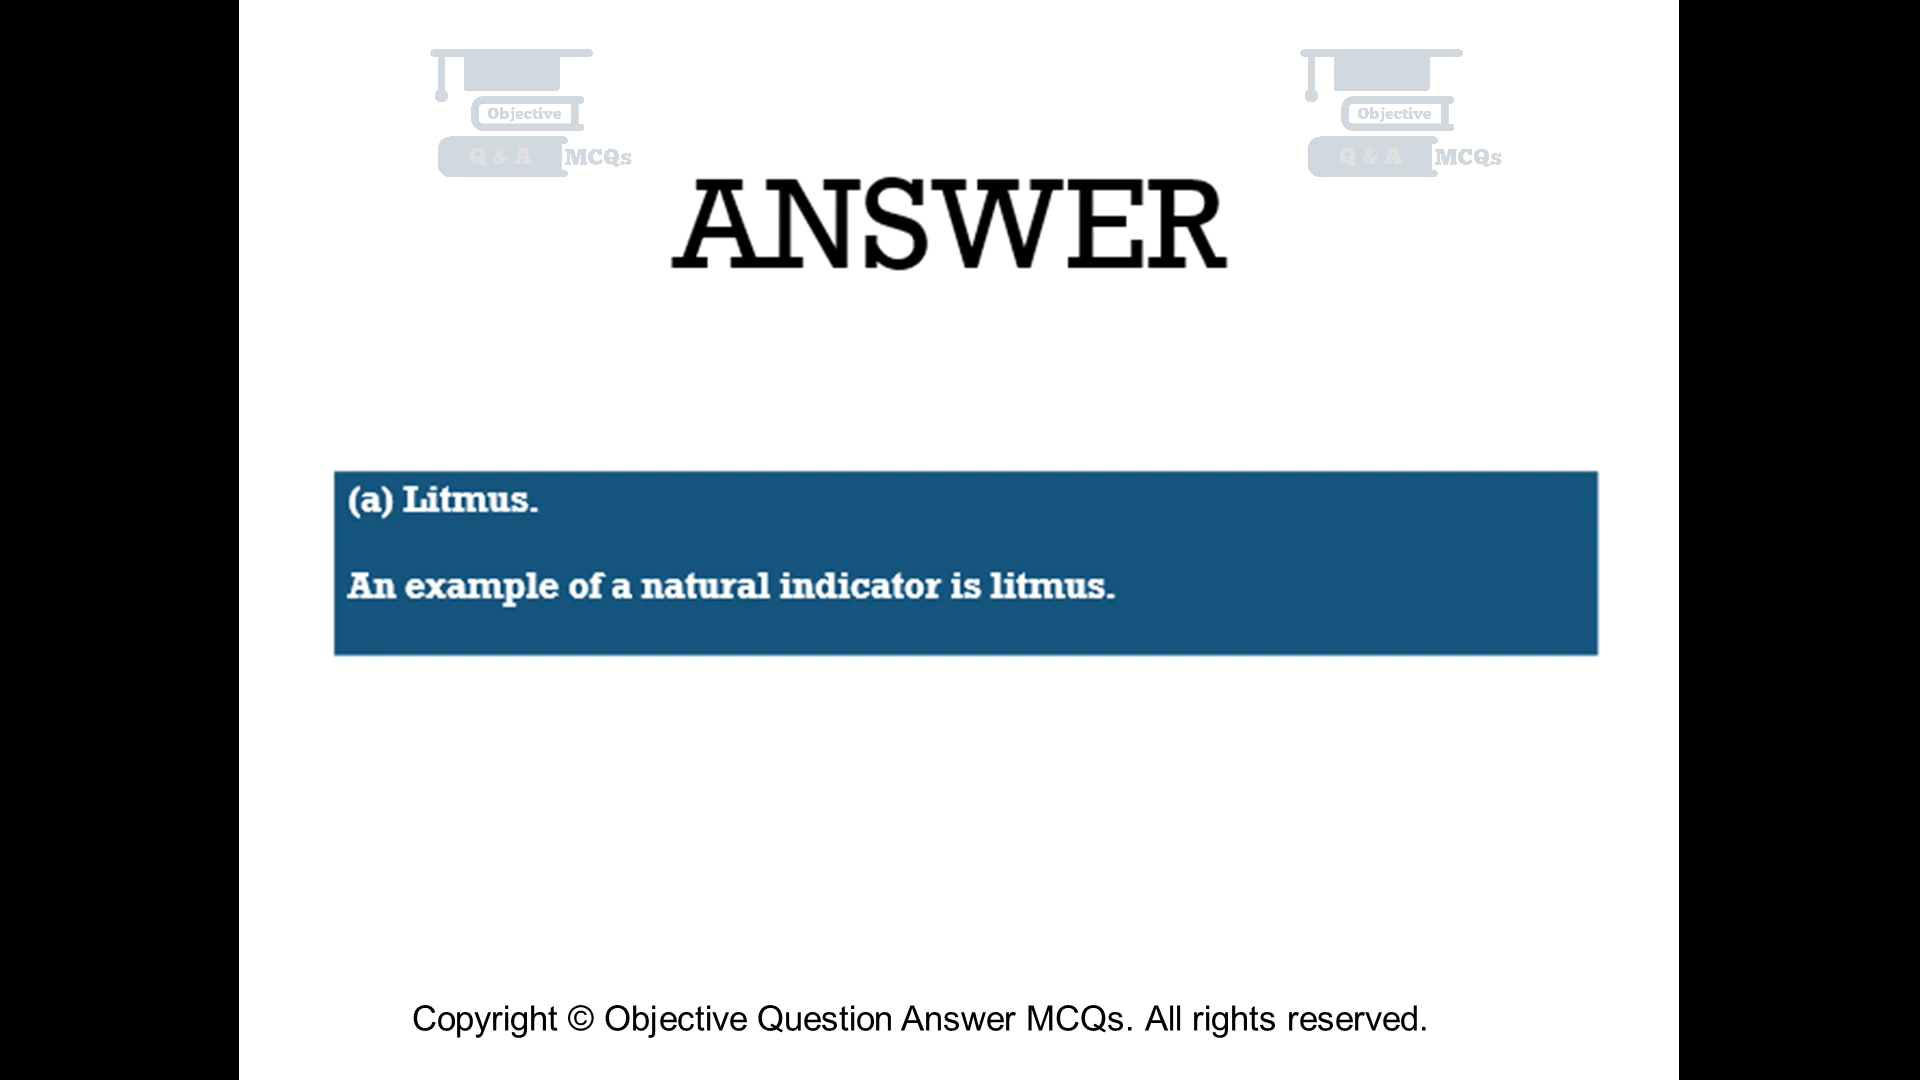 Objective
Q & A MCQs
Objective
Q & A MCQs
ANSWER
(a) Litmus.
An example of a natural indicator is litmus.
Copyright © Objective Question Answer MCQs. All rights reserved.